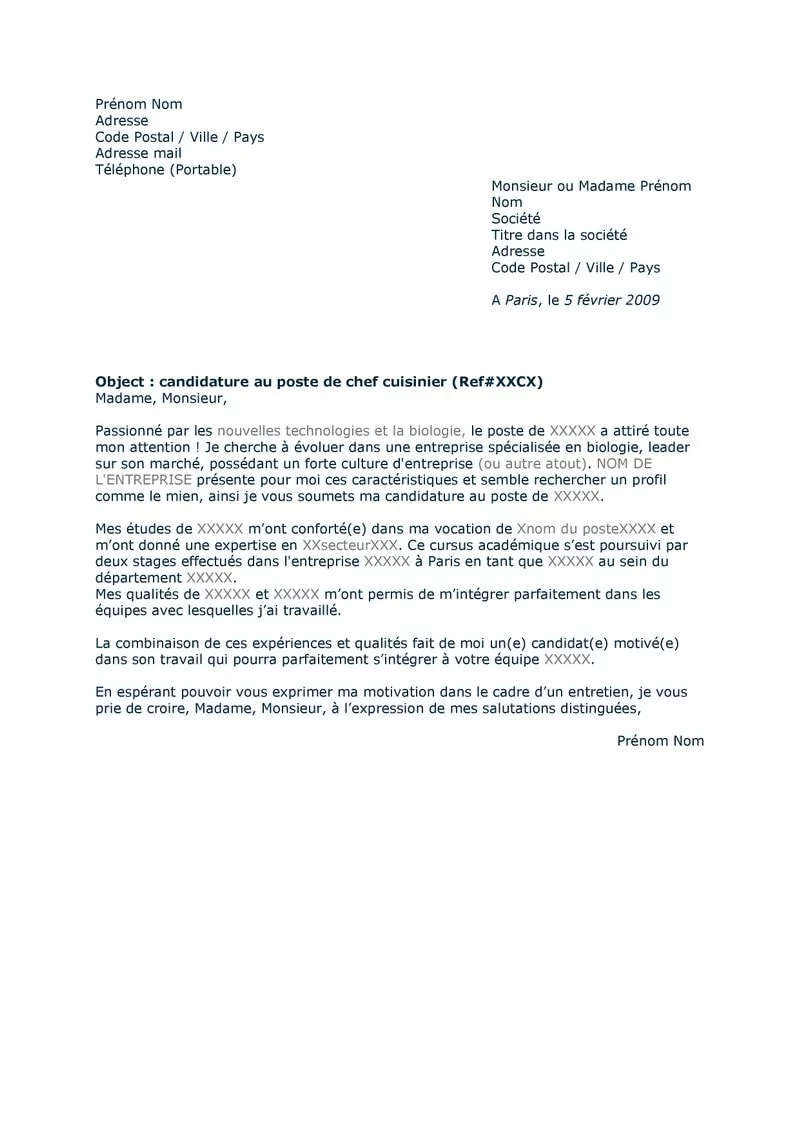 Prénom Nom
Adresse
Code Postal / Ville / Pays
Adresse mail
Téléphone (Portable)
Monsieur ou Madame Prénom
Nom
Société
Titre dans la société
Adresse
Code Postal / Ville / Pays
A Paris, le 5 février 2009
Object : candidature au poste de chef cuisinier (Ref#XXCX)
Madame, Monsieur,
Passionné par les nouvelles technologies et la biologie, le poste de XXXXX a attiré toute
mon attention ! Je cherche à évoluer dans une entreprise spécialisée en biologie, leader
sur son marché, possédant un forte culture d'entreprise (ou autre atout). NOM DE
L'ENTREPRISE présente pour moi ces caractéristiques et semble rechercher un profil
comme le mien, ainsi je vous soumets ma candidature au poste de XXXXX.
Mes études de XXXXX m’ont conforté(e) dans ma vocation de Xnom du posteXXXX et
m’ont donné une expertise en XXsecteurXXX. Ce cursus académique s’est poursuivi par
deux stages effectués dans l'entreprise XXXXX à Paris en tant que XXXXX au sein du
département XXXXX.
Mes qualités de XXXXX et XXXXX m’ont permis de m’intégrer parfaitement dans les
équipes avec lesquelles j’ai travaillé.
La combinaison de ces expériences et qualités fait de moi un(e) candidat(e) motivé(e)
dans son travail qui pourra parfaitement s’intégrer à votre équipe XXXXX.
En espérant pouvoir vous exprimer ma motivation dans le cadre d’un entretien, je vous
prie de croire, Madame, Monsieur, à l’expression de mes salutations distinguées,
Prénom Nom